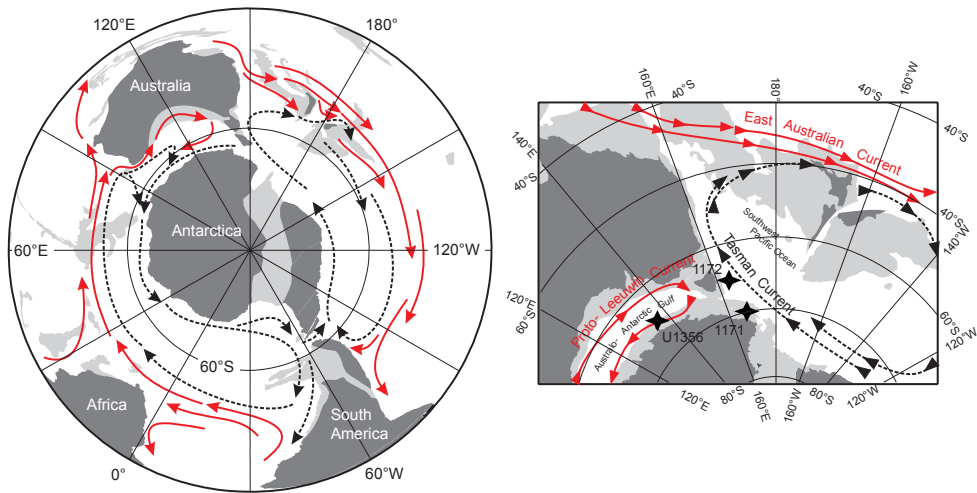 120°E
180°
Australia
Antarctica
60°E
120°W
60°S
Africa
South
America
0°
60°W
160°E
40°S
180°
160°W
40°S
140°E
40°S
East Australian Current
40°S
140°W
Southwest
Pacific Ocean
Tasman Current
1172
Proto- Leeuwin Current
Australo- Antarctic Gulf
U1356
1171
120°E
60°S
60°S
120°W
120°E
80°S
160°E
160°W
80°S
120°W